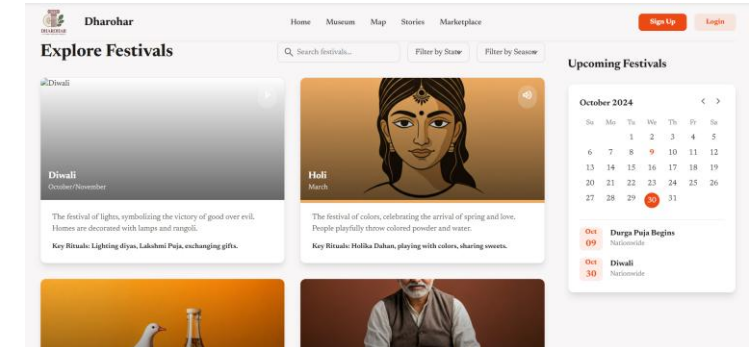 DHAROHAR
Dharohar
Home Museum Map Stories Marketplace
Sign Up Login
Explore Festivals
Search festivals...
Filter by State
Filter by Season
Diwali
Diwali
October/November
The festival of lights, symbolizing the victory of good over evil.
Homes are decorated with lamps and rangoli.
Key Rituals: Lighting diyas, Lakshmi Puja, exchanging gifts.
Holi
March
The festival of colors, celebrating the arrival of spring and love.
People playfully throw colored powder and water.
Key Rituals: Holika Dahan, playing with colors, sharing sweets.
Upcoming Festivals
October 2024 < >
Su Mo Tu We Th Fr Sa
1 2 3 4 5
6 7 8 9 10 11 12
13 14 15 16 17 18 19
20 21 22 23 24 25 26
27 28 29 30 31
Oct
09
Durga Puja Begins
Nationwide
Oct
30
Diwali
Nationwide